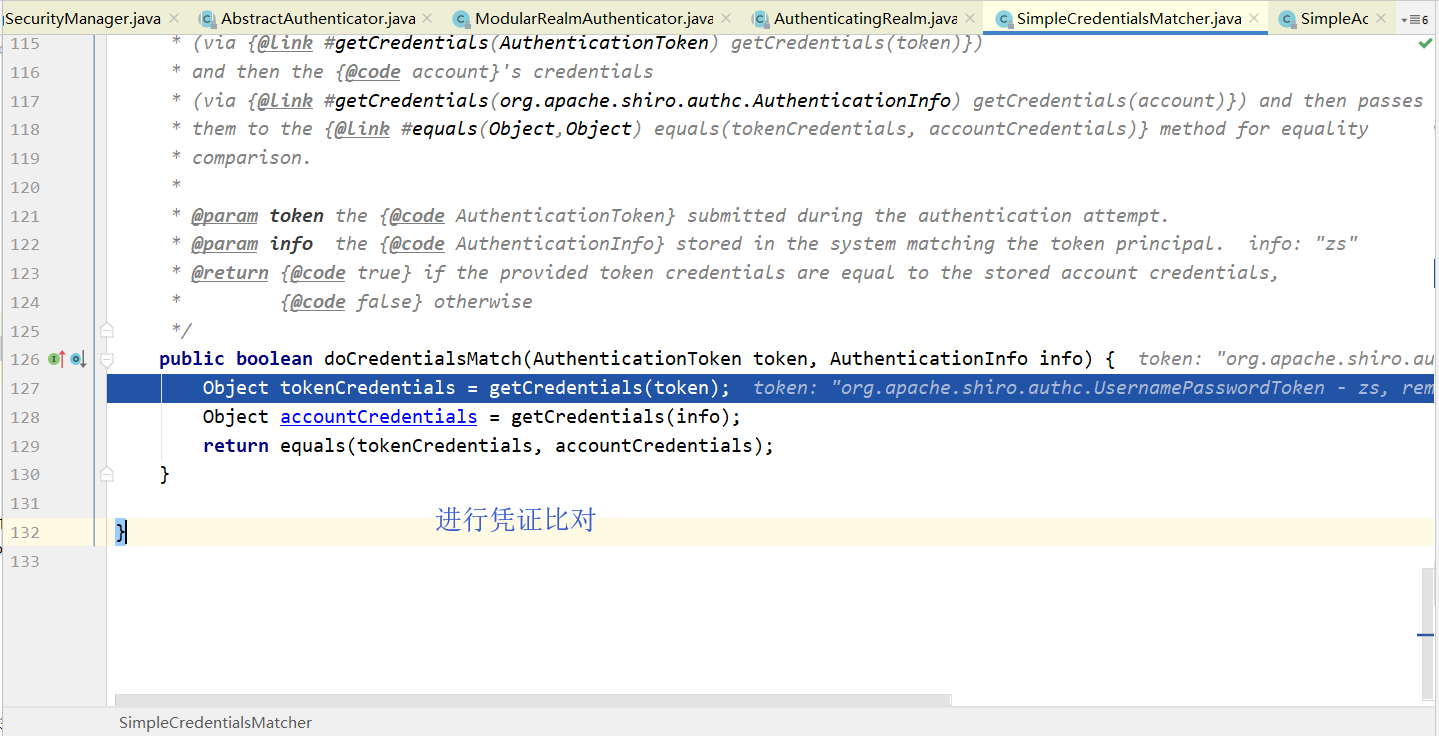 SecurityManager.java AbstractAuthenticator.java ModularRealmAuthenticator.java AuthenticatingRealm.java SimpleCredentialsMatcher.java SimpleAc 6
115 * (via {@link #getCredentials(AuthenticationToken) getCredentials(token)})
116 * and then the {@code account}'s credentials
117 * (via {@link #getCredentials(org.apache.shiro.authc.AuthenticationInfo) getCredentials(account)}) and then passes
118 * them to the {@link #equals(Object,Object) equals(tokenCredentials, accountCredentials)} method for equality
119 * comparison.
120 *
121 * @param token the {@code AuthenticationToken} submitted during the authentication attempt.
122 * @param info  the {@code AuthenticationInfo} stored in the system matching the token principal.  info: "zs"
123 * @return {@code true} if the provided token credentials are equal to the stored account credentials,
124 *         {@code false} otherwise
125 */
126 public boolean doCredentialsMatch(AuthenticationToken token, AuthenticationInfo info) {  token: "org.apache.shiro.au
127 Object tokenCredentials = getCredentials(token);  token: "org.apache.shiro.authc.UsernamePasswordToken - zs, rem
128 Object accountCredentials = getCredentials(info);
129 return equals(tokenCredentials, accountCredentials);
130 }
131
进行凭证比对
132 }
133
SimpleCredentialsMatcher